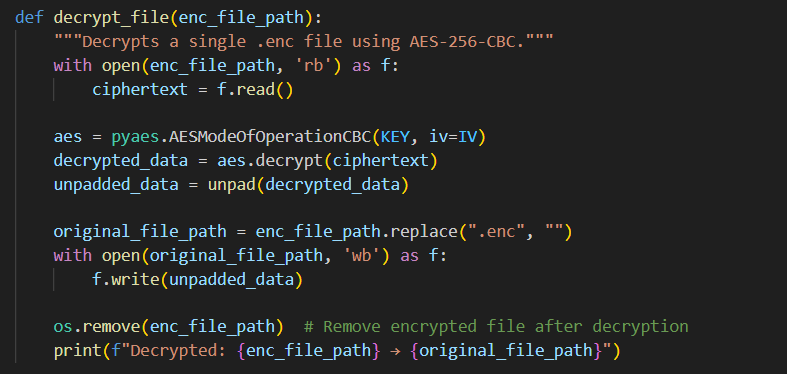 def decrypt_file(enc_file_path):
    """Decrypts a single .enc file using AES-256-CBC."""
    with open(enc_file_path, 'rb') as f:
        ciphertext = f.read()

    aes = pyaes.AESModeOfOperationCBC(KEY, iv=IV)
    decrypted_data = aes.decrypt(ciphertext)
    unpadded_data = unpad(decrypted_data)

    original_file_path = enc_file_path.replace(".enc", "")
    with open(original_file_path, 'wb') as f:
        f.write(unpadded_data)

    os.remove(enc_file_path)  # Remove encrypted file after decryption
    print(f"Decrypted: {enc_file_path} → {original_file_path}")